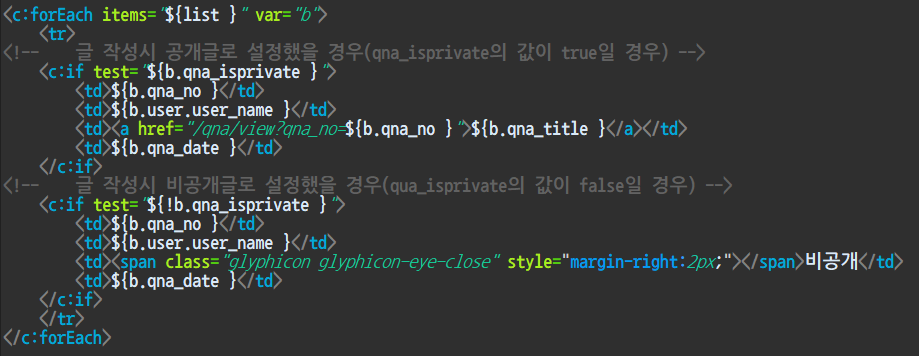 <c:forEach items="${list }" var="b">
<tr>
<!-- 글 작성시 공개글로 설정했을 경우(qna_isprivate의 값이 true일 경우) -->
<c:if test="${b.qna_isprivate }">
<td>${b.qna_no }</td>
<td>${b.user.user_name }</td>
<td><a href="/qna/view?qna_no=${b.qna_no }">${b.qna_title }</a></td>
<td>${b.qna_date }</td>
</c:if>
<!-- 글 작성시 비공개글로 설정했을 경우(qua_isprivate의 값이 false일 경우) -->
<c:if test="${!b.qna_isprivate }">
<td>${b.qna_no }</td>
<td>${b.user.user_name }</td>
<td><span class="glyphicon glyphicon-eye-close" style="margin-right:2px;"></span>비공개</td>
<td>${b.qna_date }</td>
</c:if>
</tr>
</c:forEach>